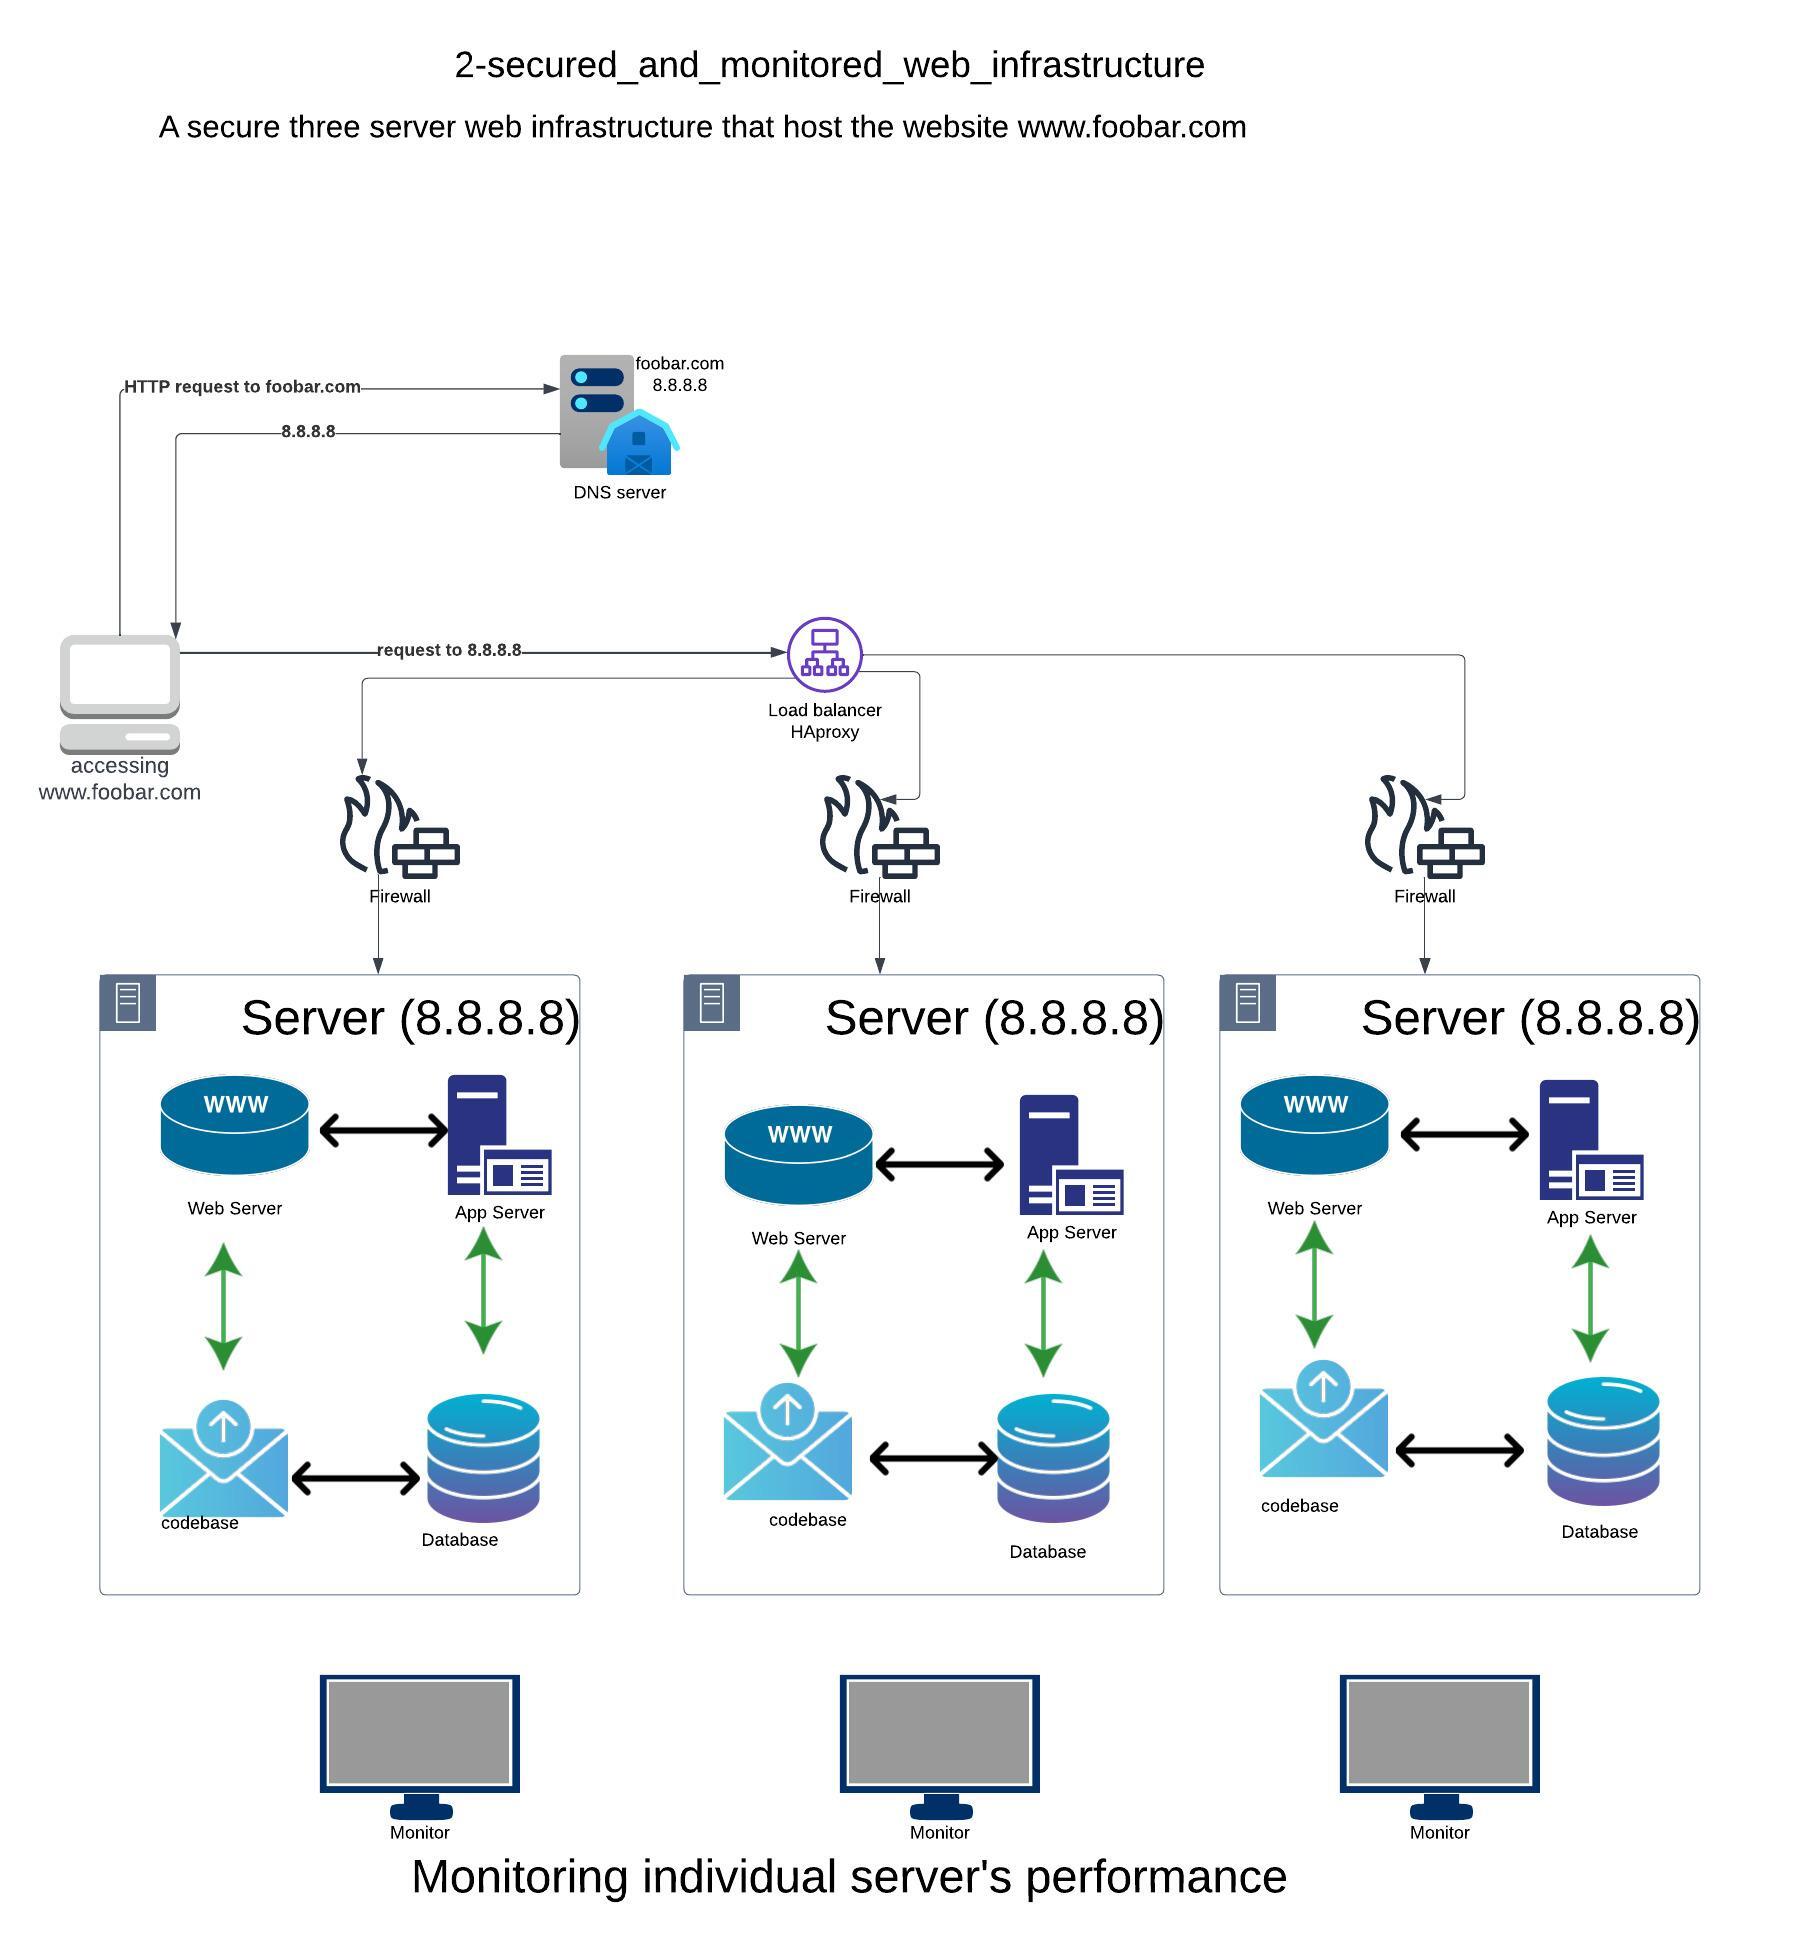 2-secured_and_monitored_web_infrastructure
A secure three server web infrastructure that host the website www.foobar.com
foobar.com
8.8.8.8
HTTP request to foobar.com
8.8.8.8
DNS server
request to 8.8.8.8
Load balancer
HAproxy
accessing
www.foobar.com
Firewall
Firewall
Firewall
Server (8.8.8.8)
WWW
Web Server
App Server
codebase
Database
Server (8.8.8.8)
WWW
Web Server
App Server
codebase
Database
Server (8.8.8.8)
WWW
Web Server
App Server
codebase
Database
Monitor
Monitor
Monitor
Monitoring individual server's performance